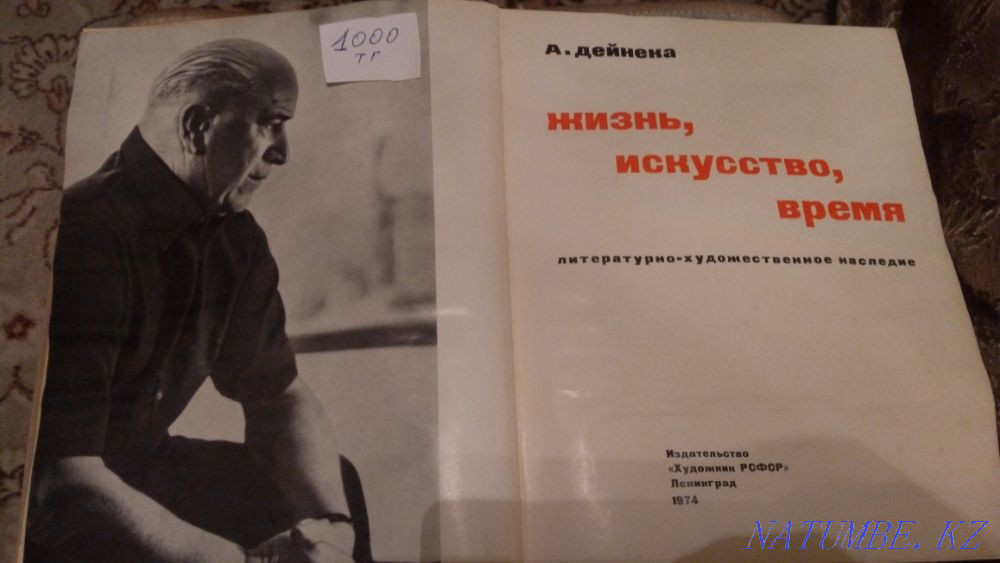 1000
тг
А. дейнека
жизнь,
искусство,
время
литературно-художественное наследие
Издательство
«Художник РСФСР»
Ленинград
1974
NATUMBE.KZ